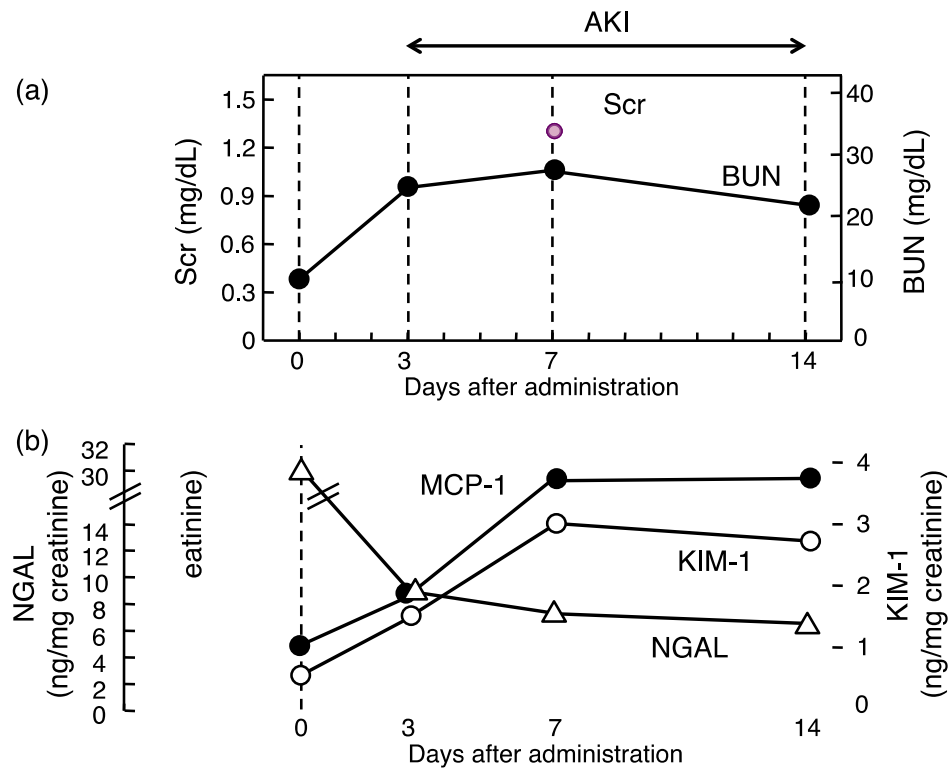 AKI
(a)
1.5
1.2
0.9
0.6
0.3
0
Scr (mg/dL)
Scr
BUN
40
30
20
10
0
BUN (mg/dL)
0 3 7 14
Days after administration
(b)
32
30
14
12
10
8
6
4
2
0
NGAL
(ng/mg creatinine)
eatinine)
MCP-1
KIM-1
NGAL
4
3
2
1
0
KIM-1
(ng/mg creatinine)
0 3 7 14
Days after administration